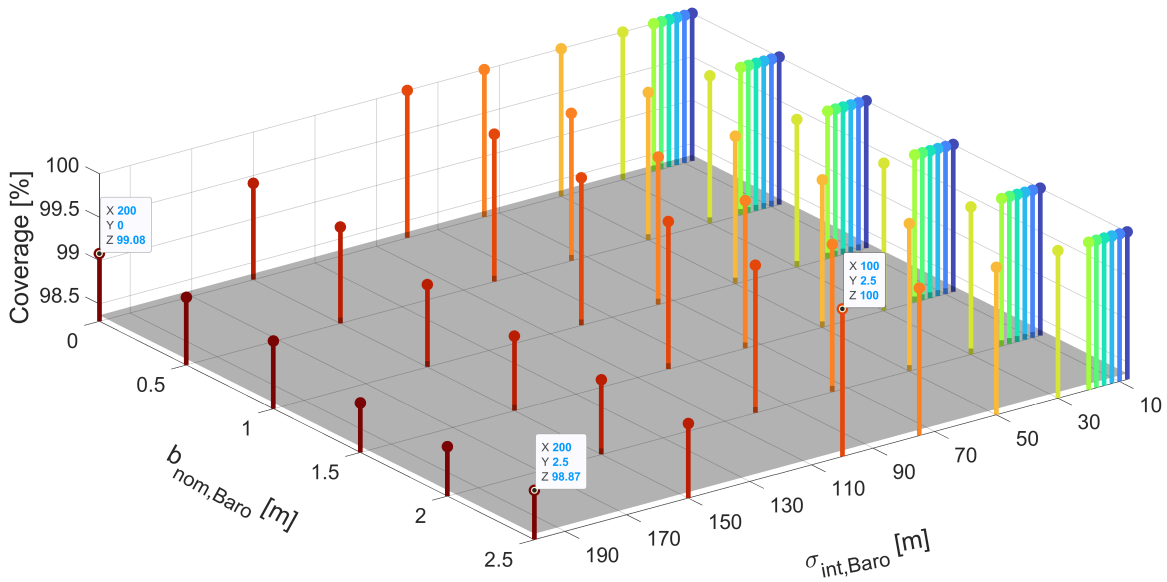 Coverage [%]
100
99.5
99
98.5
X 200
Y 0
Z 99.08
X 100
Y 2.5
Z 100
X 200
Y 2.5
Z 98.87
0
0.5
1
1.5
2
2.5
b nom,Baro [m]
190
170
150
130
110
90
70
50
30
10
σ int,Baro [m]